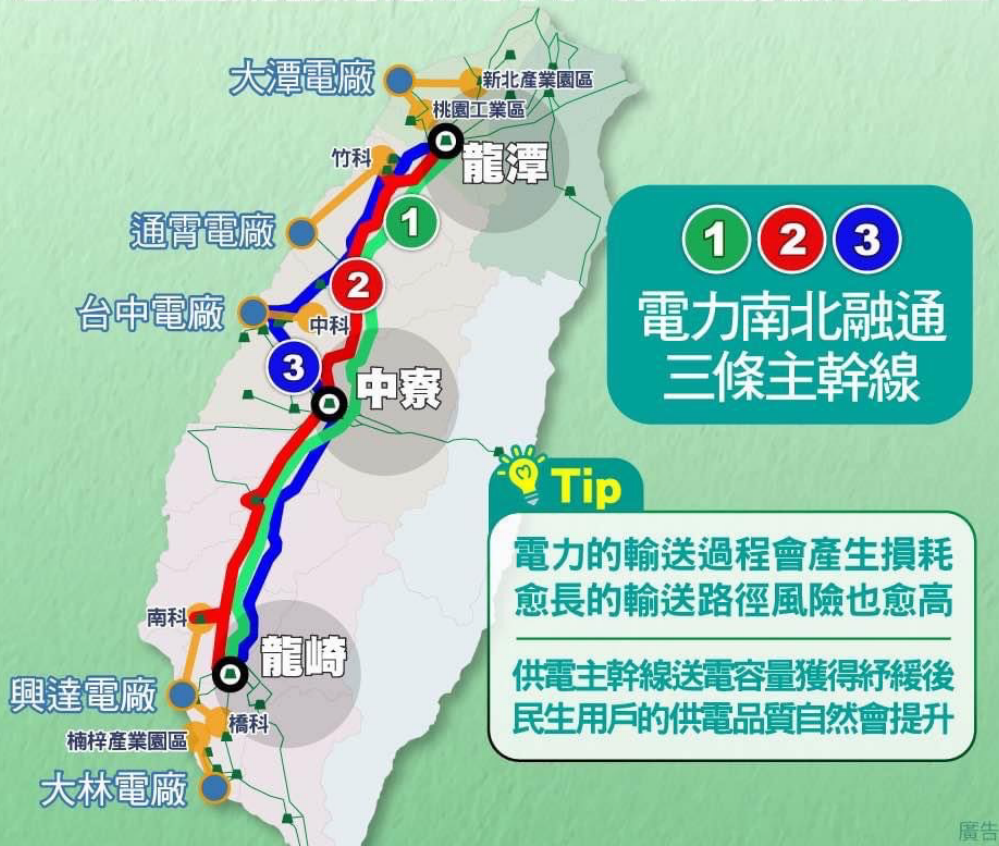 大潭電廠
新北產業園區
桃園工業區
龍潭
竹科
1
通霄電廠
2
台中電廠
中科
3
中寮
南科
龍崎
興達電廠
橋科
楠梓產業園區
大林電廠
1 2 3
電力南北融通
三條主幹線
Tip
電力的輸送過程會產生損耗
愈長的輸送路徑風險也愈高
供電主幹線送電容量獲得紓緩後
民生用戶的供電品質自然會提升
廣告